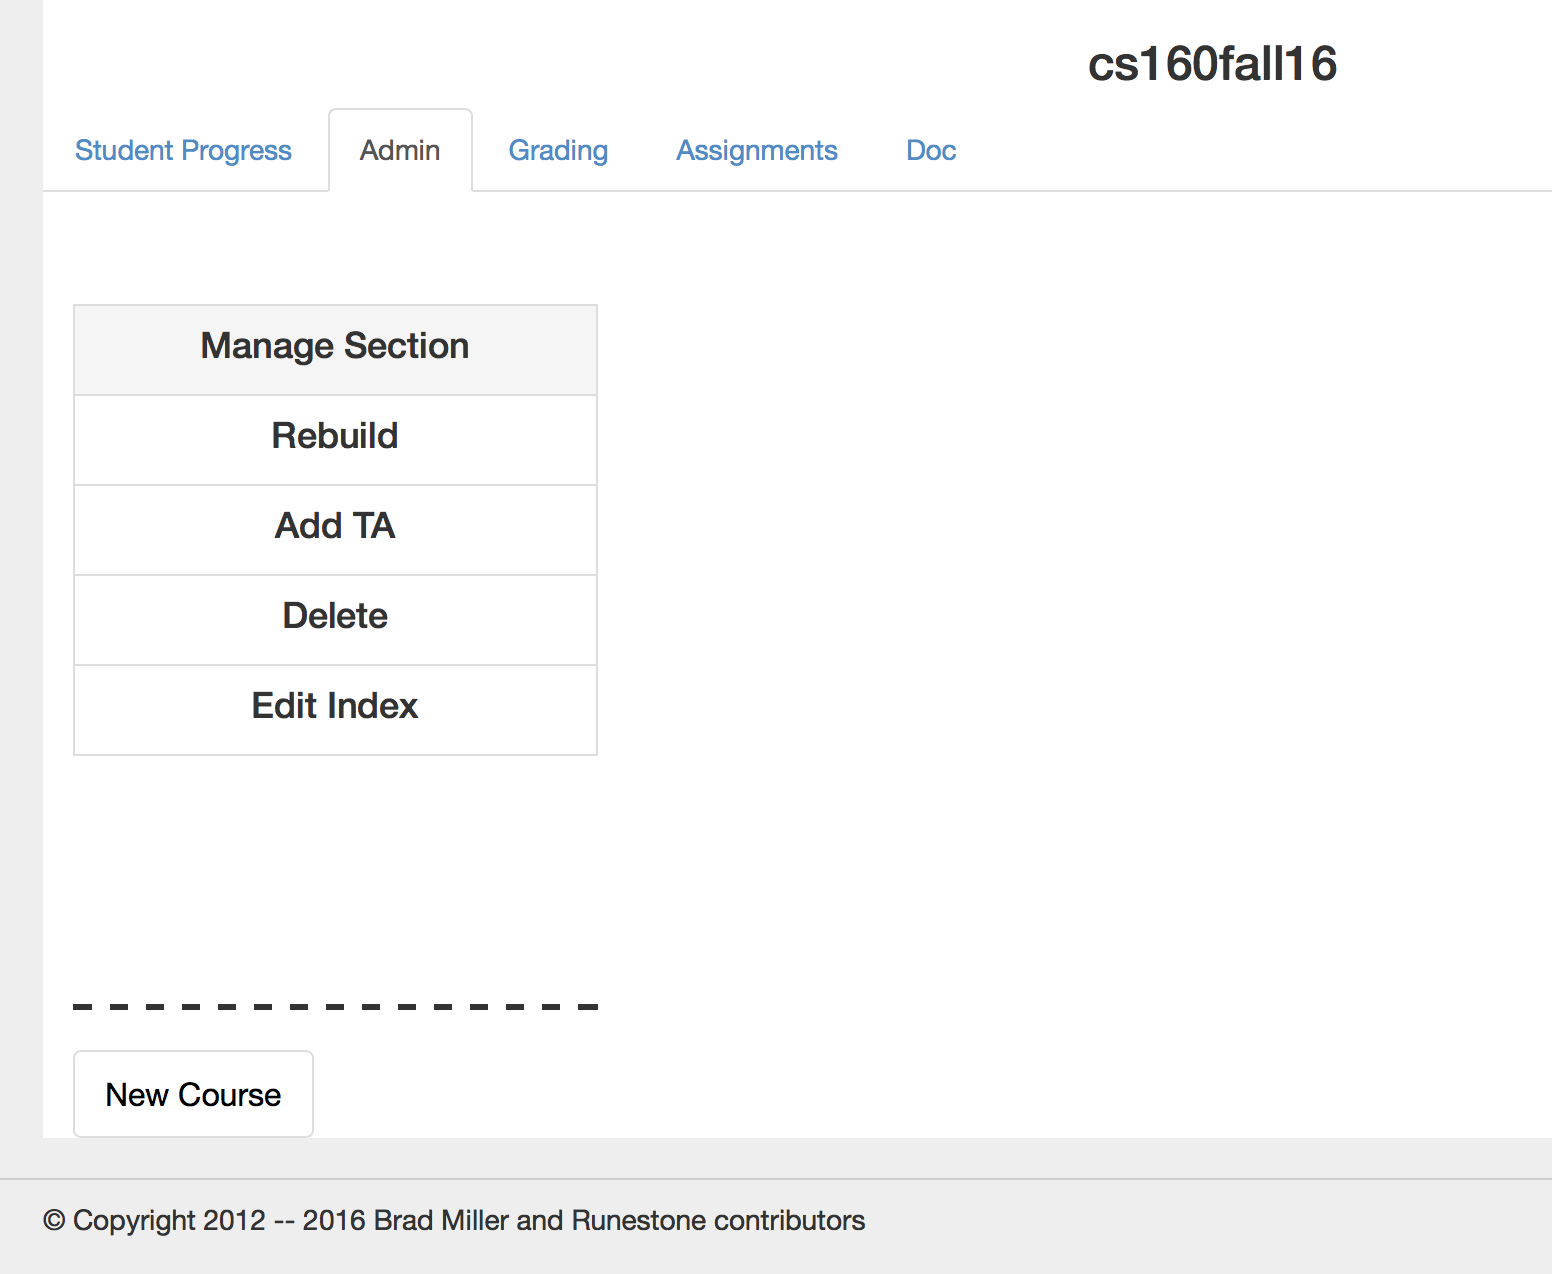 cs160fall16
Student Progress Admin Grading Assignments Doc
Manage Section
Rebuild
Add TA
Delete
Edit Index
New Course
© Copyright 2012 -- 2016 Brad Miller and Runestone contributors